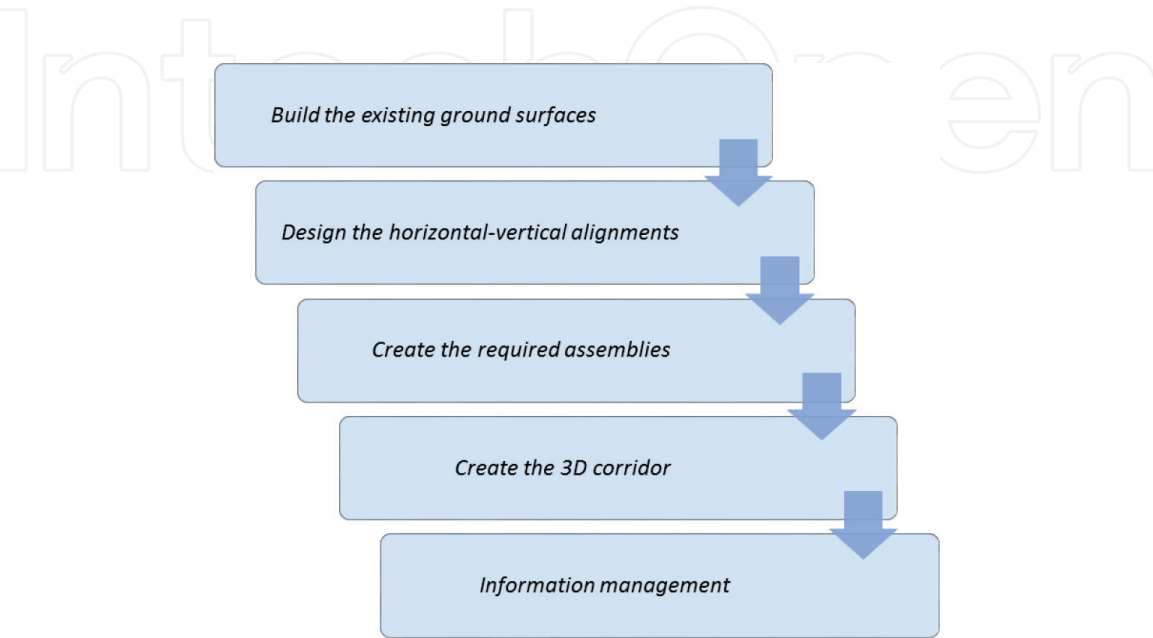 IntechOpen
Build the existing ground surfaces
Design the horizontal-vertical alignments
Create the required assemblies
Create the 3D corridor
Information management